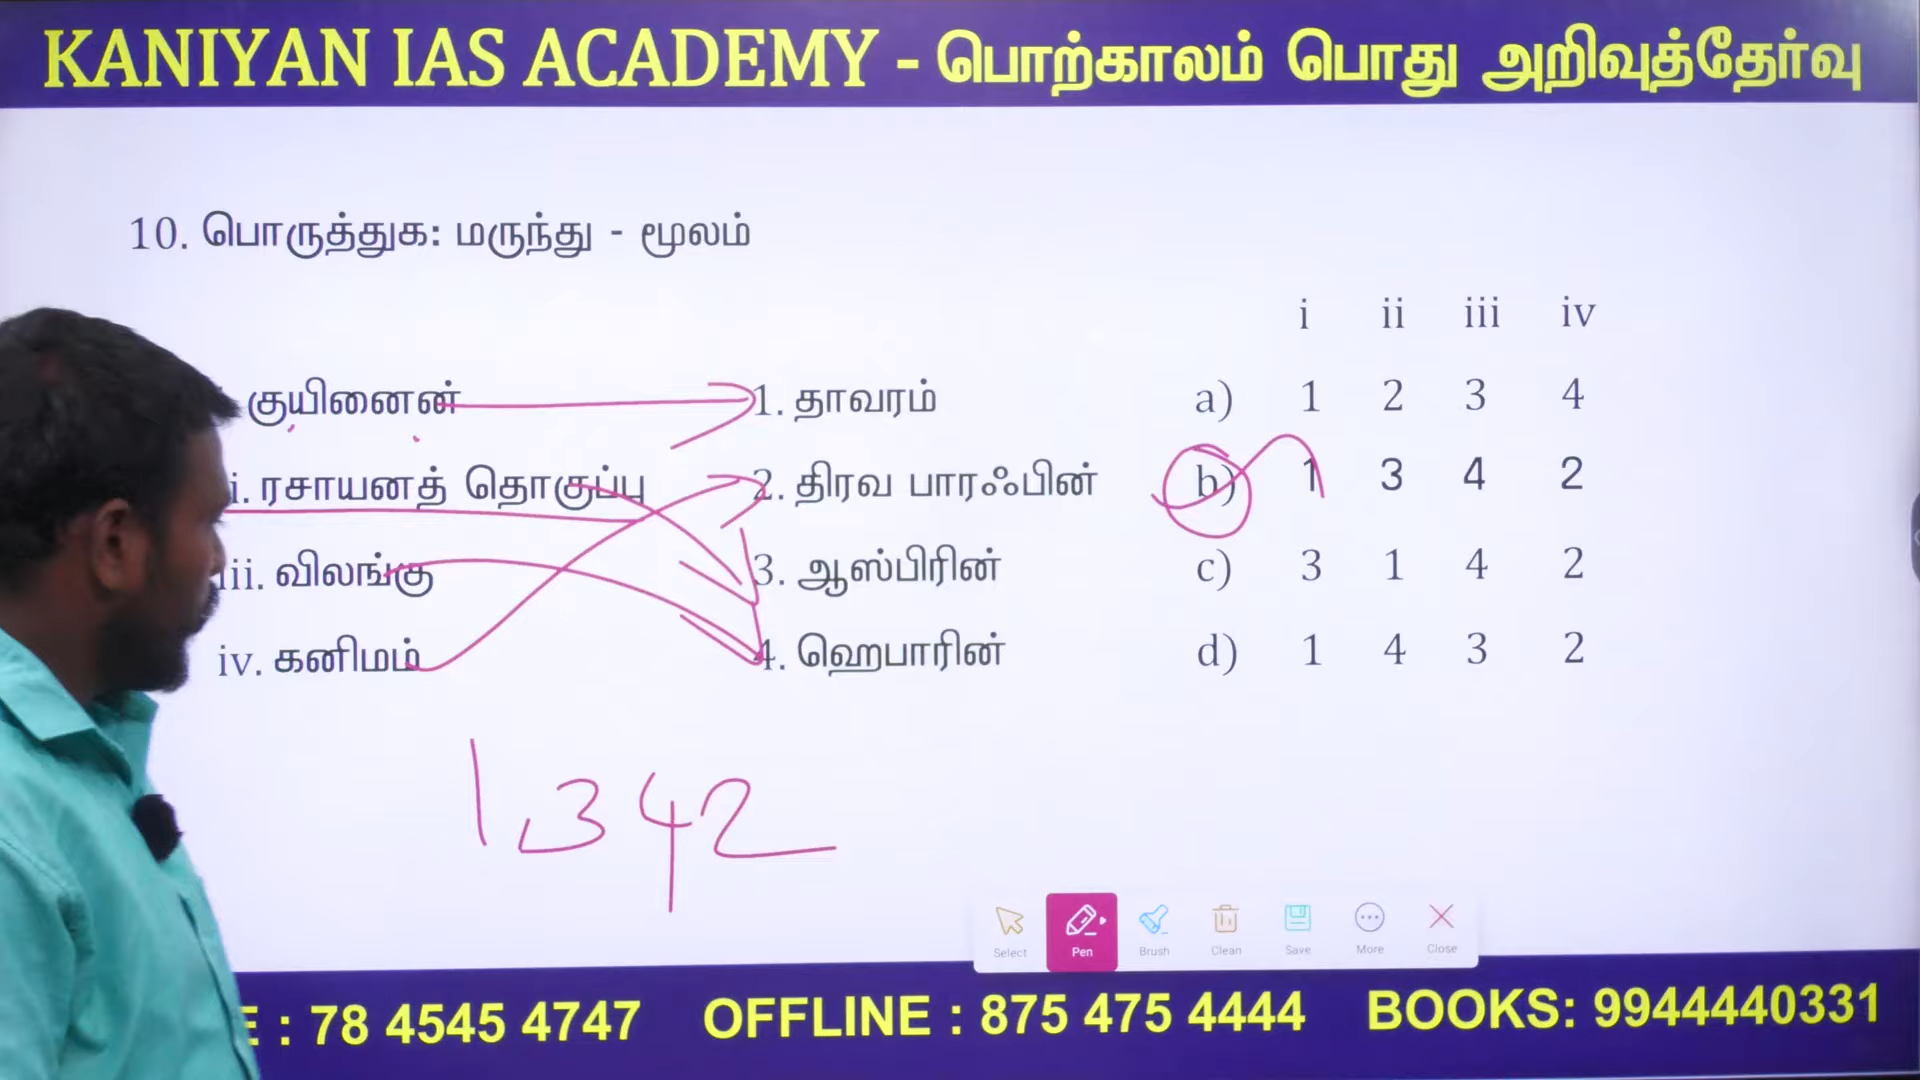 KANIYAN IAS ACADEMY - பொற்காலம் பொது அறிவுத்தேர்வு
10. பொருத்துக: மருந்து - மூலம்
i ii iii iv
குயினைன் 1. தாவரம் a) 1 2 3 4
i. ரசாயனத் தொகுப்பு 2. திரவ பாரஃபின் b) 1 3 4 2
iii. விலங்கு 3. ஆஸ்பிரின் c) 3 1 4 2
iv. கனிமம் 4. ஹெபாரின் d) 1 4 3 2
1,342
Select Pen Brush Clean Save More Close
E : 78 4545 4747 OFFLINE : 875 475 4444 BOOKS: 9944440331